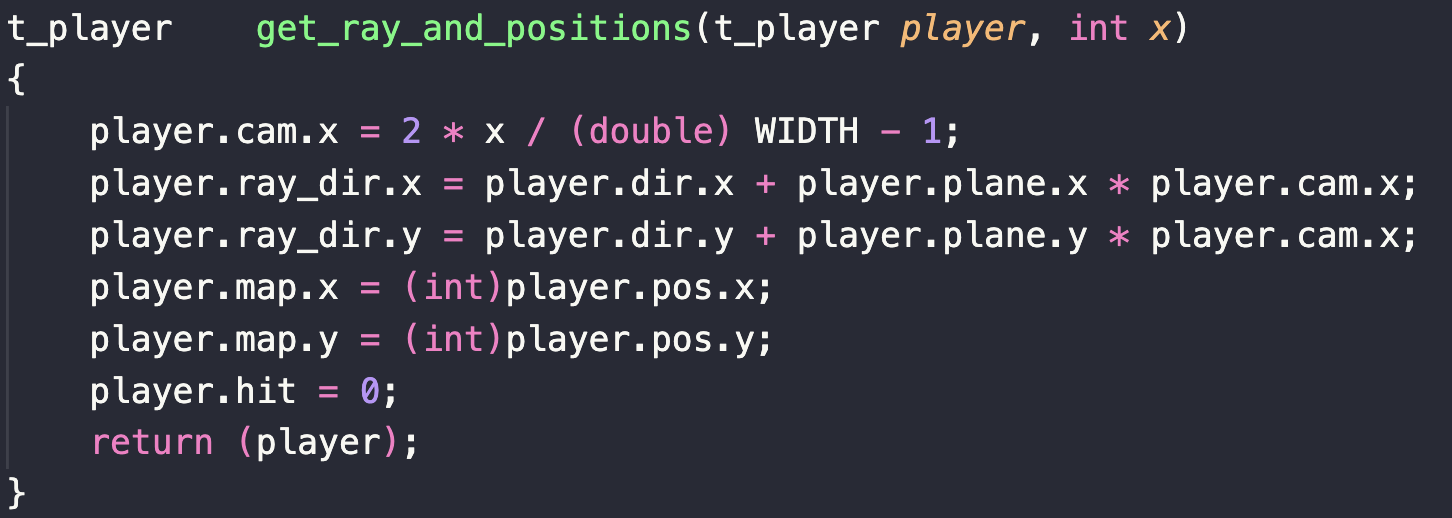 t_player    get_ray_and_positions(t_player player, int x)
{
    player.cam.x = 2 * x / (double) WIDTH - 1;
    player.ray_dir.x = player.dir.x + player.plane.x * player.cam.x;
    player.ray_dir.y = player.dir.y + player.plane.y * player.cam.x;
    player.map.x = (int)player.pos.x;
    player.map.y = (int)player.pos.y;
    player.hit = 0;
    return (player);
}